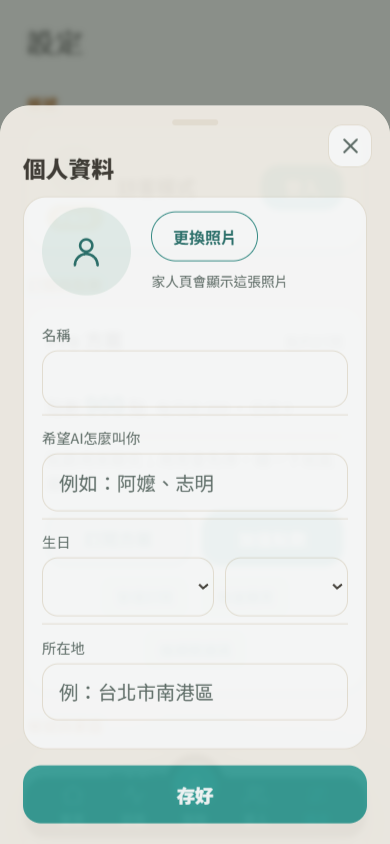 設定
個人資料
更換照片
家人頁會顯示這張照片
名稱
希望AI怎麼叫你
例如：阿嬤、志明
生日
所在地
例：台北市南港區
存好